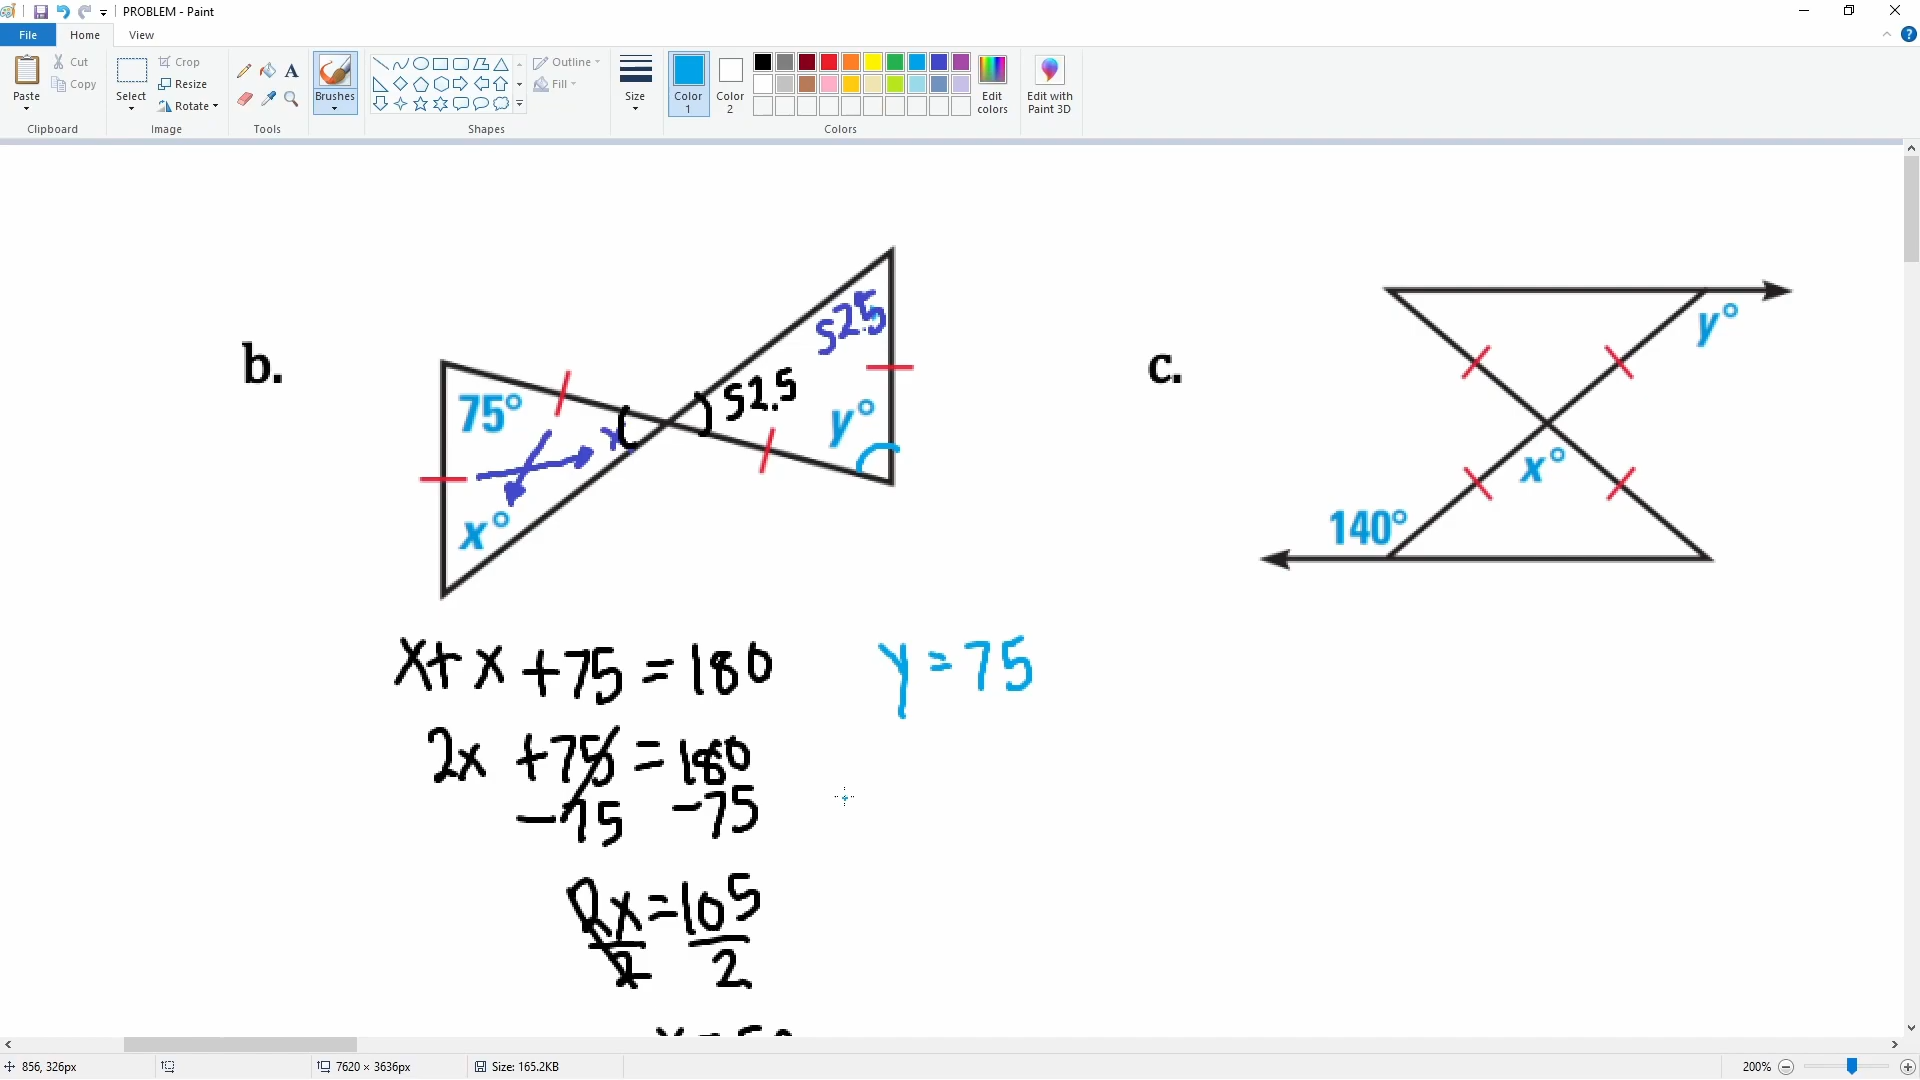 PROBLEM - Paint
File Home View
Paste
Cut
Copy
Clipboard
Select
Crop
Resize
Rotate
Image
Tools
Brushes
Shapes
Outline
Fill
Size
Color 1
Color 2
Colors
Edit colors
Edit with Paint 3D
b.
75°
x
x°
52.5
52.5
y°
c.
y°
x°
140°
x+x+75=180
y=75
2x+75=180
-75 -75
2x=105
2 2
856, 326px
7620 × 3636px
Size: 165.2KB
200%